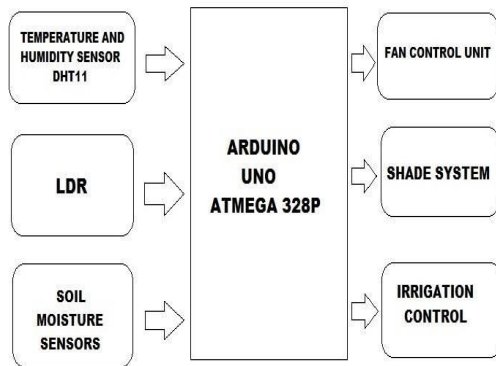 TEMPERATURE AND
HUMIDITY SENSOR
DHT11
LDR
SOIL
MOISTURE
SENSORS
ARDUINO
UNO
ATMEGA 328P
FAN CONTROL UNIT
SHADE SYSTEM
IRRIGATION
CONTROL